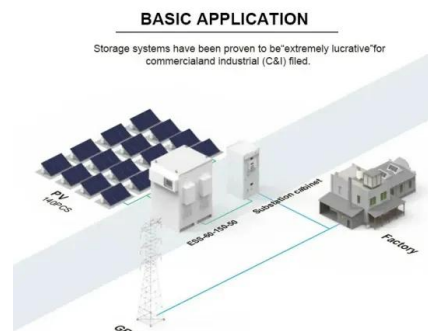 BASIC APPLICATION
Storage systems have been proven to be“extremely lucrative”for
commercialand industrial (C&I) filed.
PV
140PCS
ESS-60-150-50
Substation cabinet
Factory